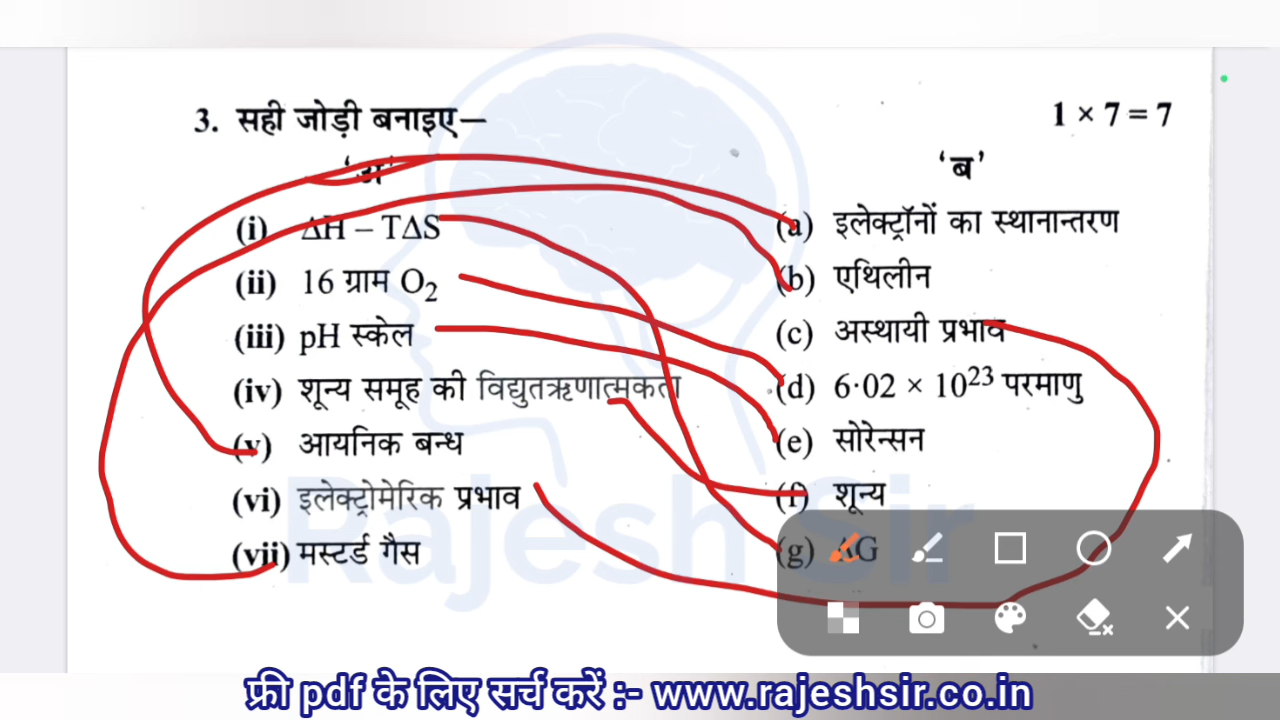 3. सही जोड़ी बनाइए— 1 × 7 = 7
'अ' 'ब'
(i) ΔH – TΔS (a) इलेक्ट्रॉनों का स्थानान्तरण
(ii) 16 ग्राम O₂ (b) एथिलीन
(iii) pH स्केल (c) अस्थायी प्रभाव
(iv) शून्य समूह की विद्युतऋणात्मकता (d) 6·02 × 10²³ परमाणु
(v) आयनिक बन्ध (e) सोरेन्सन
(vi) इलेक्ट्रोमेरिक प्रभाव (f) शून्य
(vii) मस्टर्ड गैस (g) ΔG
Rajesh Sir
फ्री pdf के लिए सर्च करें :- www.rajeshsir.co.in